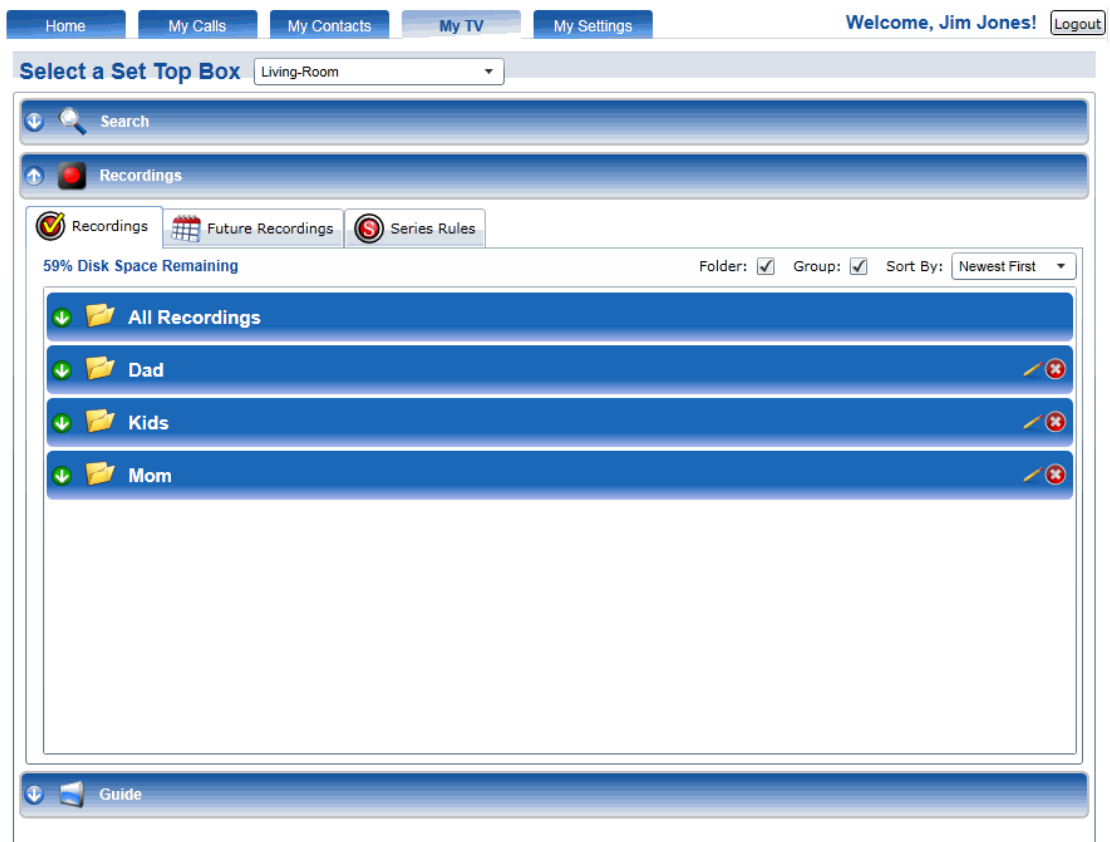 Home My Calls My Contacts My TV My Settings Welcome, Jim Jones! Logout
Select a Set Top Box Living-Room
Search
Recordings
Recordings Future Recordings S Series Rules
59% Disk Space Remaining Folder: Group: Sort By: Newest First
All Recordings
Dad
Kids
Mom
Guide